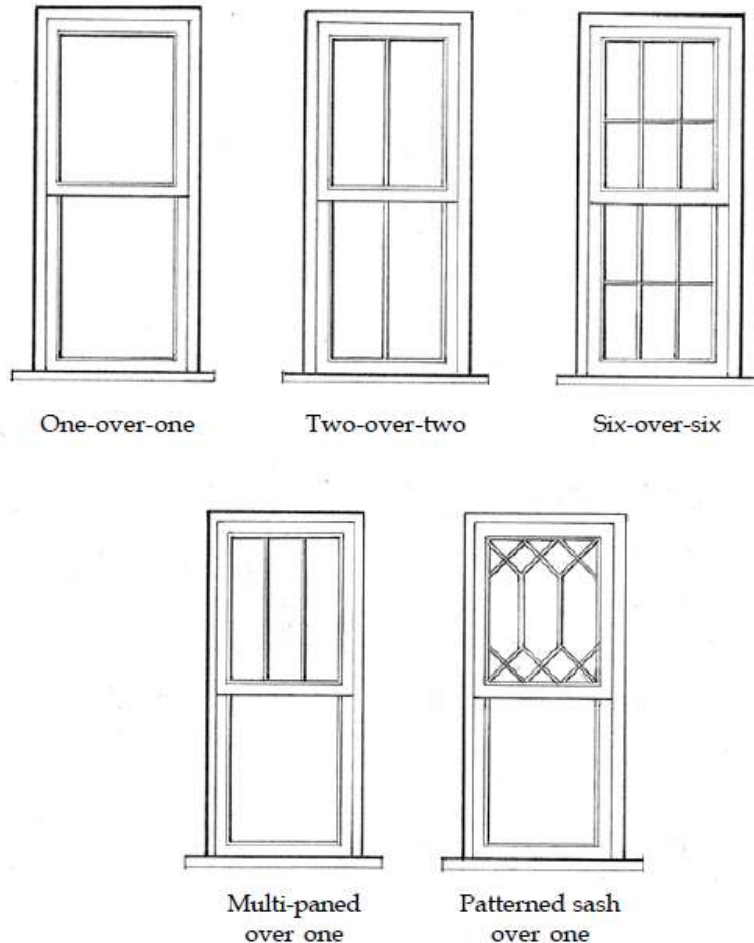 One-over-one
Two-over-two
Six-over-six
Multi-paned
over one
Patterned sash
over one